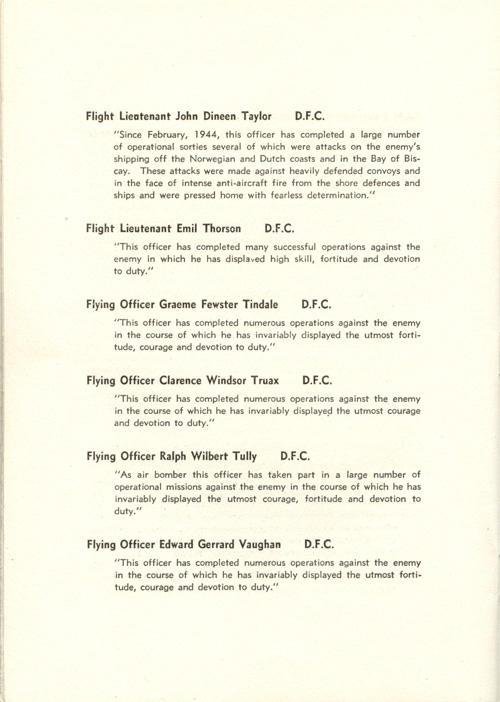 Flight Lieutenant John Dineen Taylor D.F.C.
"Since February, 1944, this officer has completed a large number
of operational sorties several of which were attacks on the enemy's
shipping off the Norwegian and Dutch coasts and in the Bay of Bis-
cay. These attacks were made against heavily defended convoys and
in the face of intense anti-aircraft fire from the shore defences and
ships and were pressed home with fearless determination."
Flight Lieutenant Emil Thorson D.F.C.
"This officer has completed many successful operations against the
enemy in which he has displaved high skill, fortitude and devotion
to duty."
Flying Officer Graeme Fewster Tindale D.F.C.
"This officer has completed numerous operations against the enemy
in the course of which he has invariably displayed the utmost forti-
tude, courage and devotion to duty."
Flying Officer Clarence Windsor Truax D.F.C.
"This officer has completed numerous operations against the enemy
in the course of which he has invariably displayed the utmost courage
and devotion to duty."
Flying Officer Ralph Wilbert Tully D.F.C.
"As air bomber this officer has taken part in a large number of
operational missions against the enemy in the course of which he has
invariably displayed the utmost courage, fortitude and devotion to
duty."
Flying Officer Edward Gerrard Vaughan D.F.C.
"This officer has completed numerous operations against the enemy
in the course of which he has invariably displayed the utmost forti-
tude, courage and devotion to duty."